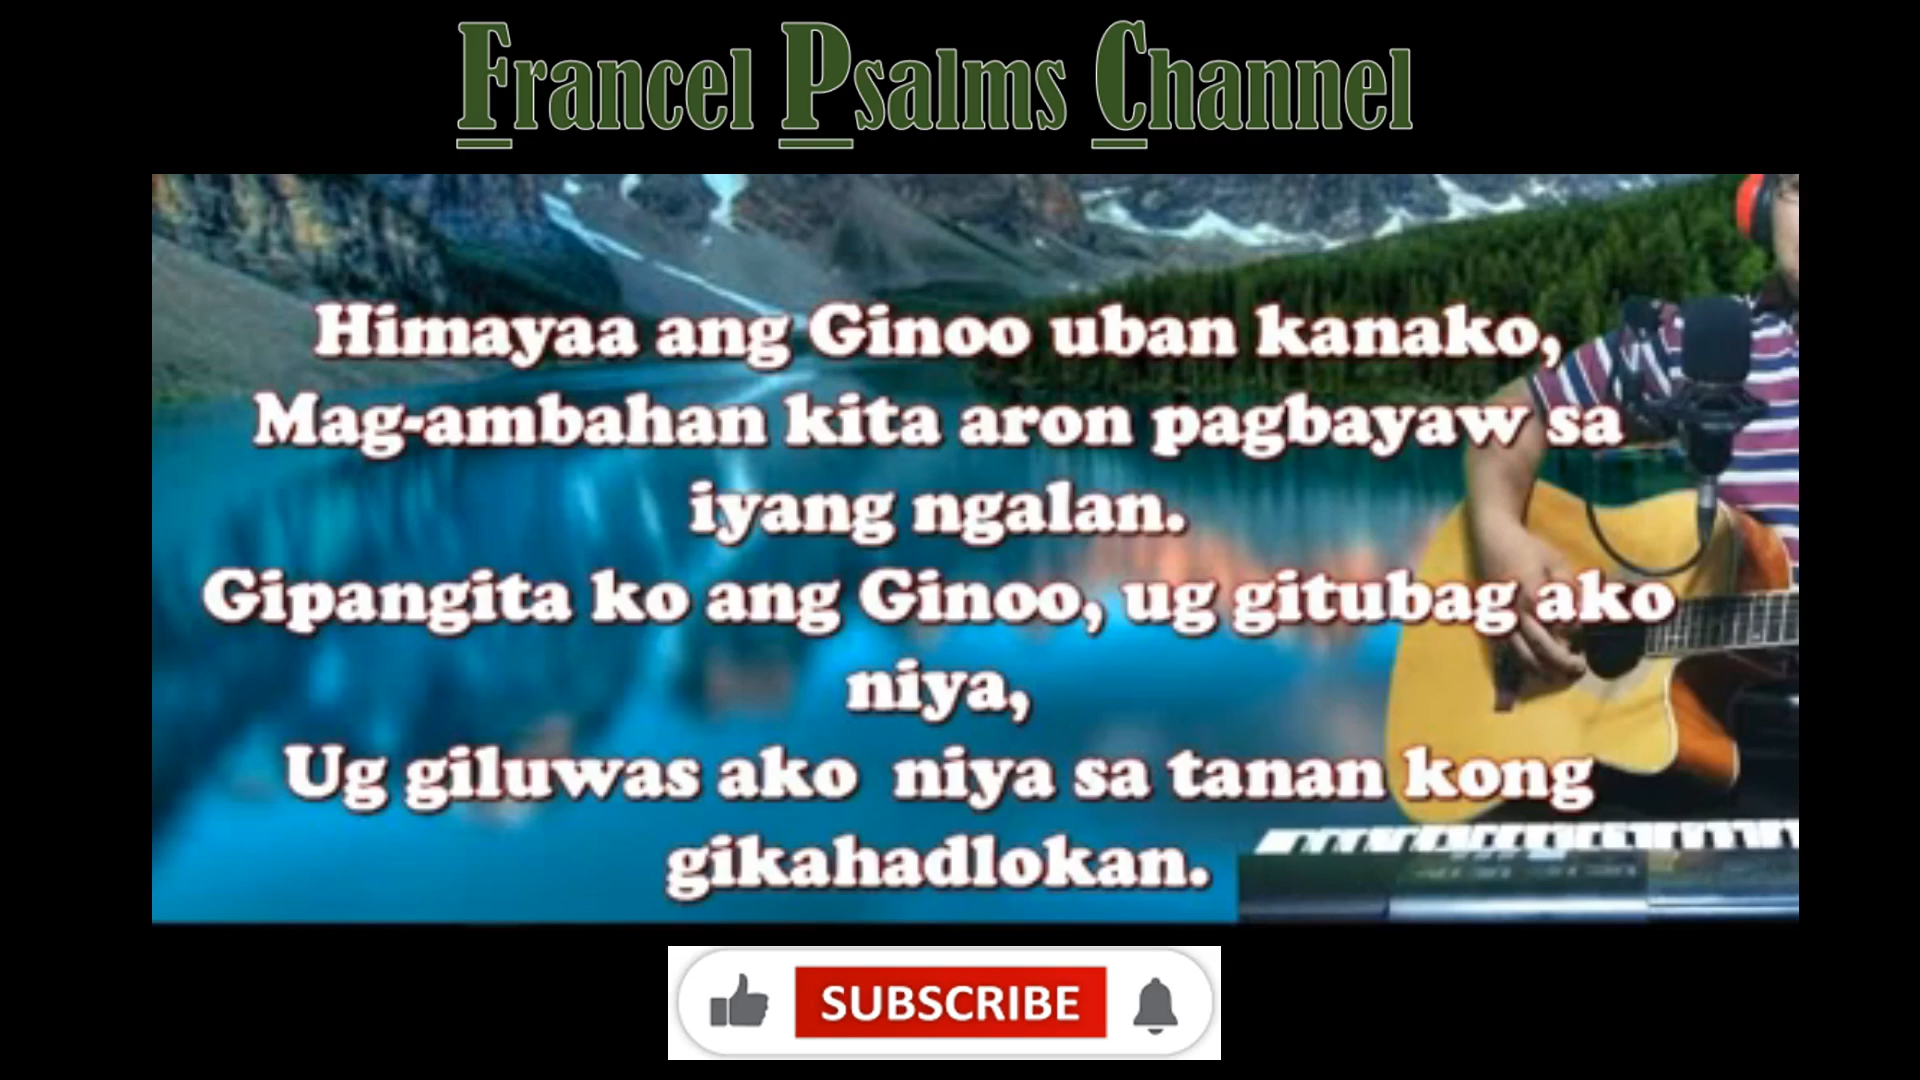 Francel Psalms Channel
Himayaa ang Ginoo uban kanako,
Mag-ambahan kita aron pagbayaw sa
iyang ngalan.
Gipangita ko ang Ginoo, ug gitubag ako
niya,
Ug giluwas ako niya sa tanan kong
gikahadlokan.
SUBSCRIBE